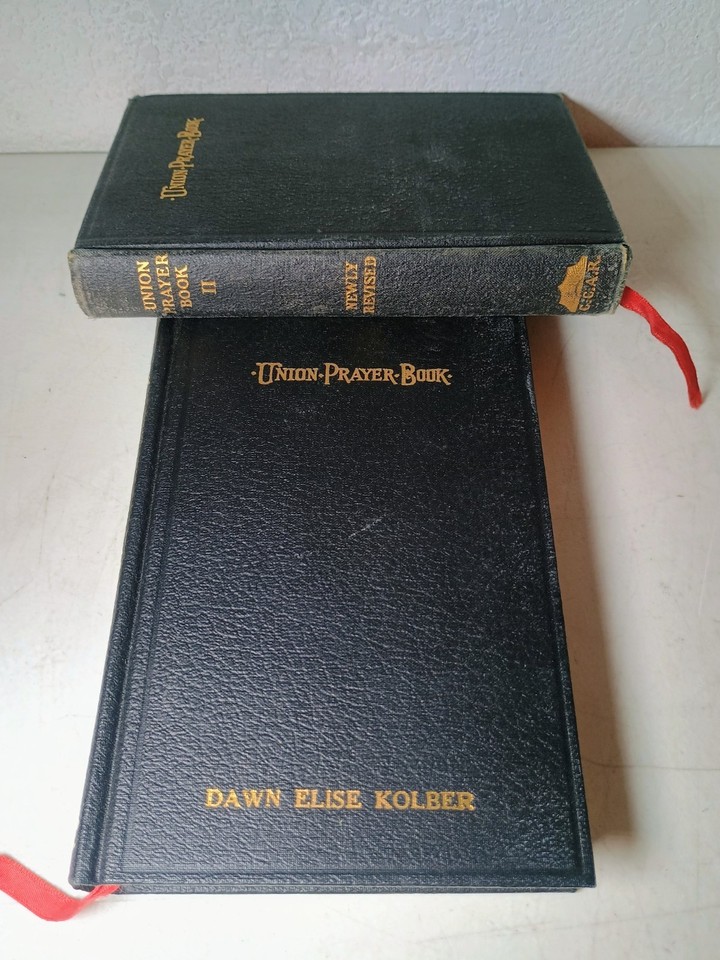 ·UNION·PRAYER·BOOK·
UNION
PRAYER
BOOK
II
NEWLY
REVISED
C.C.A.R.
·UNION·PRAYER·BOOK·
DAWN ELISE KOLBER